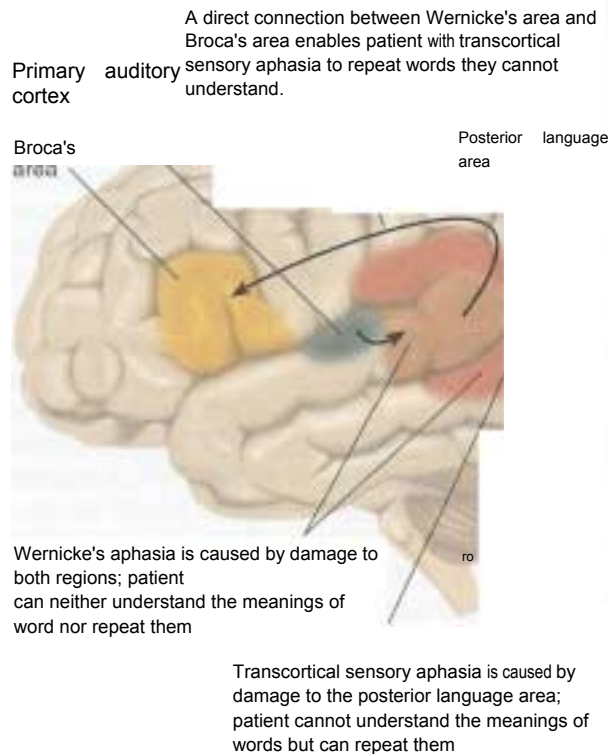 A direct connection between Wernicke's area and
Broca's area enables patient with transcortical
sensory aphasia to repeat words they cannot
understand.
Primary auditory
cortex
Broca's
area
Posterior language
area
Wernicke's aphasia is caused by damage to
both regions; patient
can neither understand the meanings of
word nor repeat them
ro
Transcortical sensory aphasia is caused by
damage to the posterior language area;
patient cannot understand the meanings of
words but can repeat them